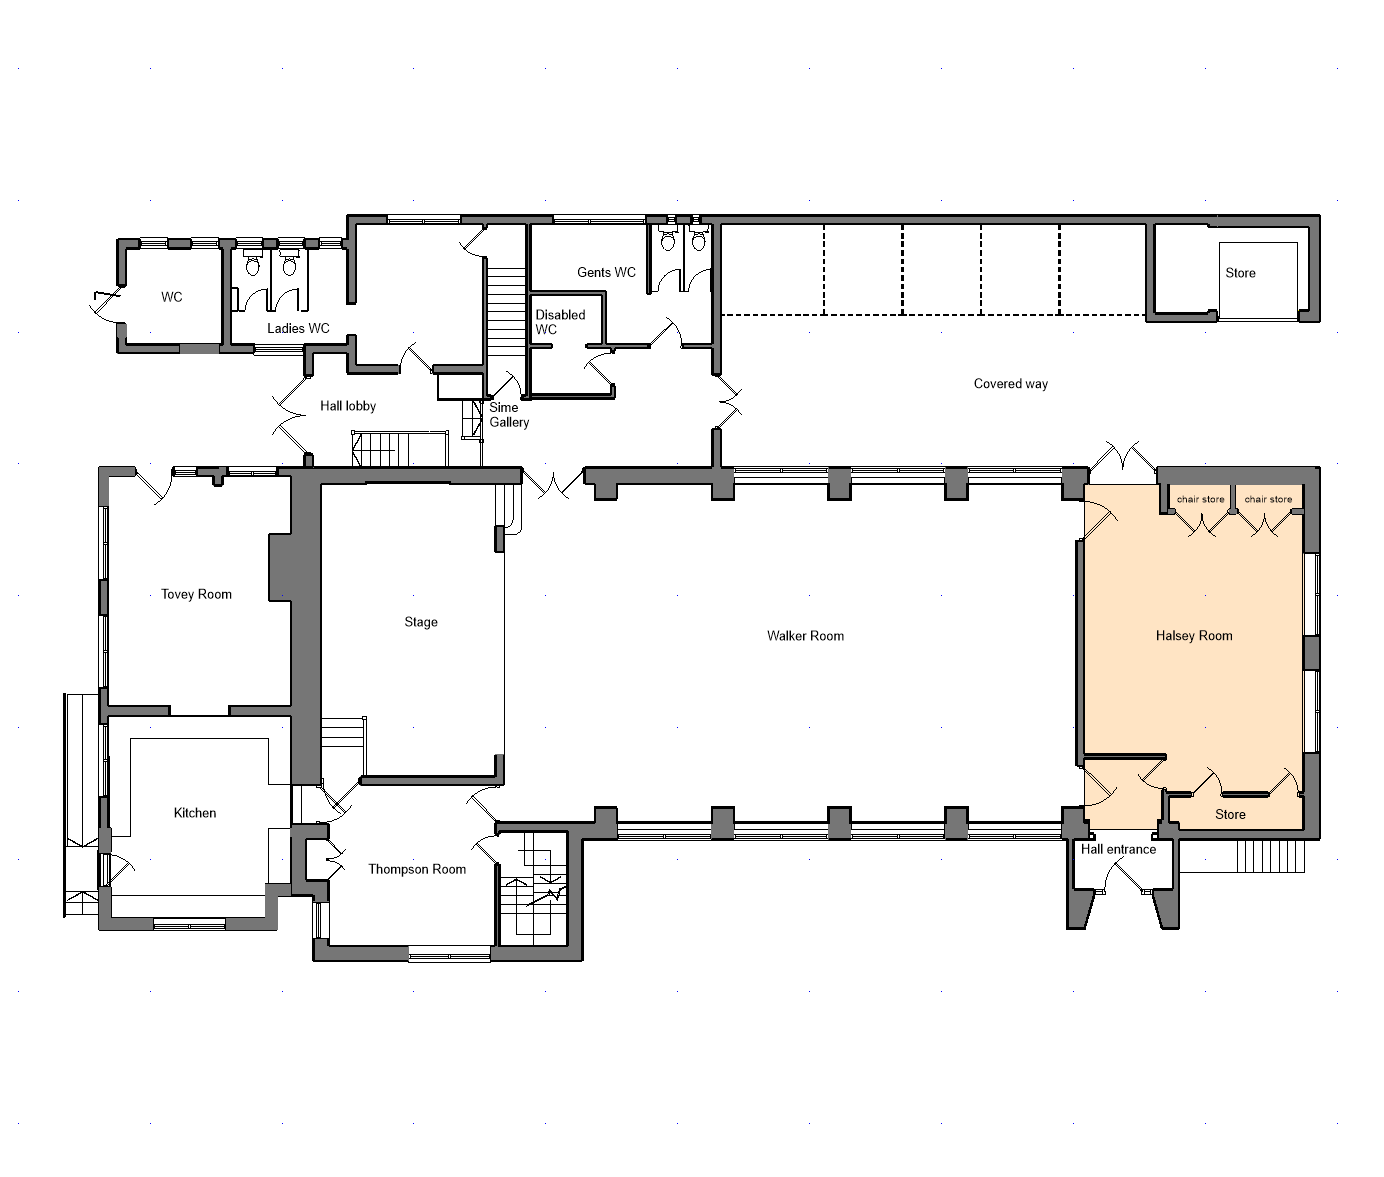 Gents WC
Store
WC
Disabled
WC
Ladies WC
Covered way
Hall lobby
Sime
Gallery
chair store
chair store
Tovey Room
Stage
Walker Room
Halsey Room
Kitchen
Store
Hall entrance
Thompson Room